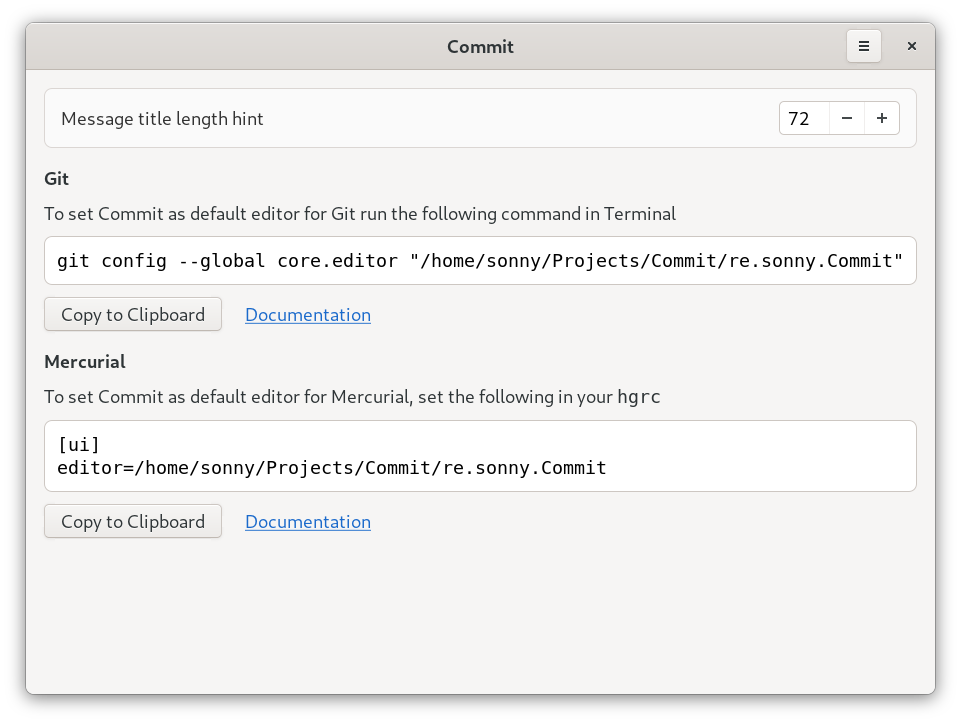 Commit
Message title length hint
72
Git
To set Commit as default editor for Git run the following command in Terminal
git config --global core.editor "/home/sonny/Projects/Commit/re.sonny.Commit"
Copy to Clipboard Documentation
Mercurial
To set Commit as default editor for Mercurial, set the following in your hgrc
[ui]
editor=/home/sonny/Projects/Commit/re.sonny.Commit
Copy to Clipboard Documentation